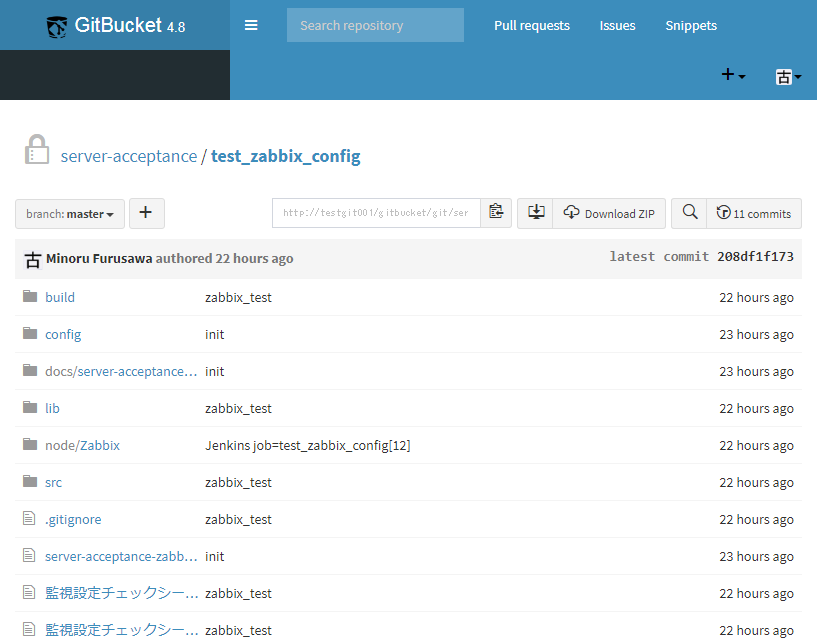 GitBucket 4.8
Search repository
Pull requests Issues Snippets
古
server-acceptance / test_zabbix_config
branch: master
http://testgit001/gitbucket/git/ser
Download ZIP
11 commits
古 Minoru Furusawa authored 22 hours ago latest commit 208df1f173
build zabbix_test 22 hours ago
config init 23 hours ago
docs/server-acceptance... init 23 hours ago
lib zabbix_test 22 hours ago
node/Zabbix Jenkins job=test_zabbix_config[12] 22 hours ago
src zabbix_test 22 hours ago
.gitignore zabbix_test 22 hours ago
server-acceptance-zabb... init 23 hours ago
監視設定チェックシー... zabbix_test 22 hours ago
監視設定チェックシー... zabbix_test 22 hours ago